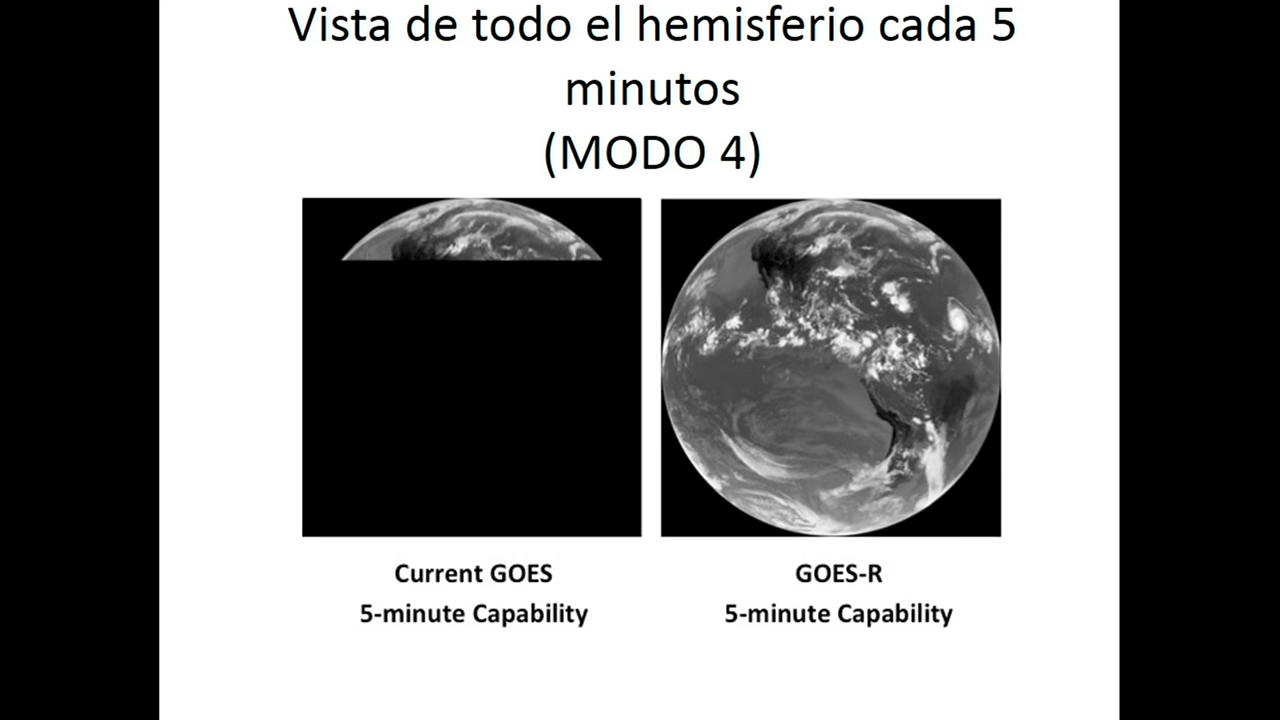 Vista de todo el hemisferio cada 5
minutos
(MODO 4)
Current GOES
5-minute Capability
GOES-R
5-minute Capability